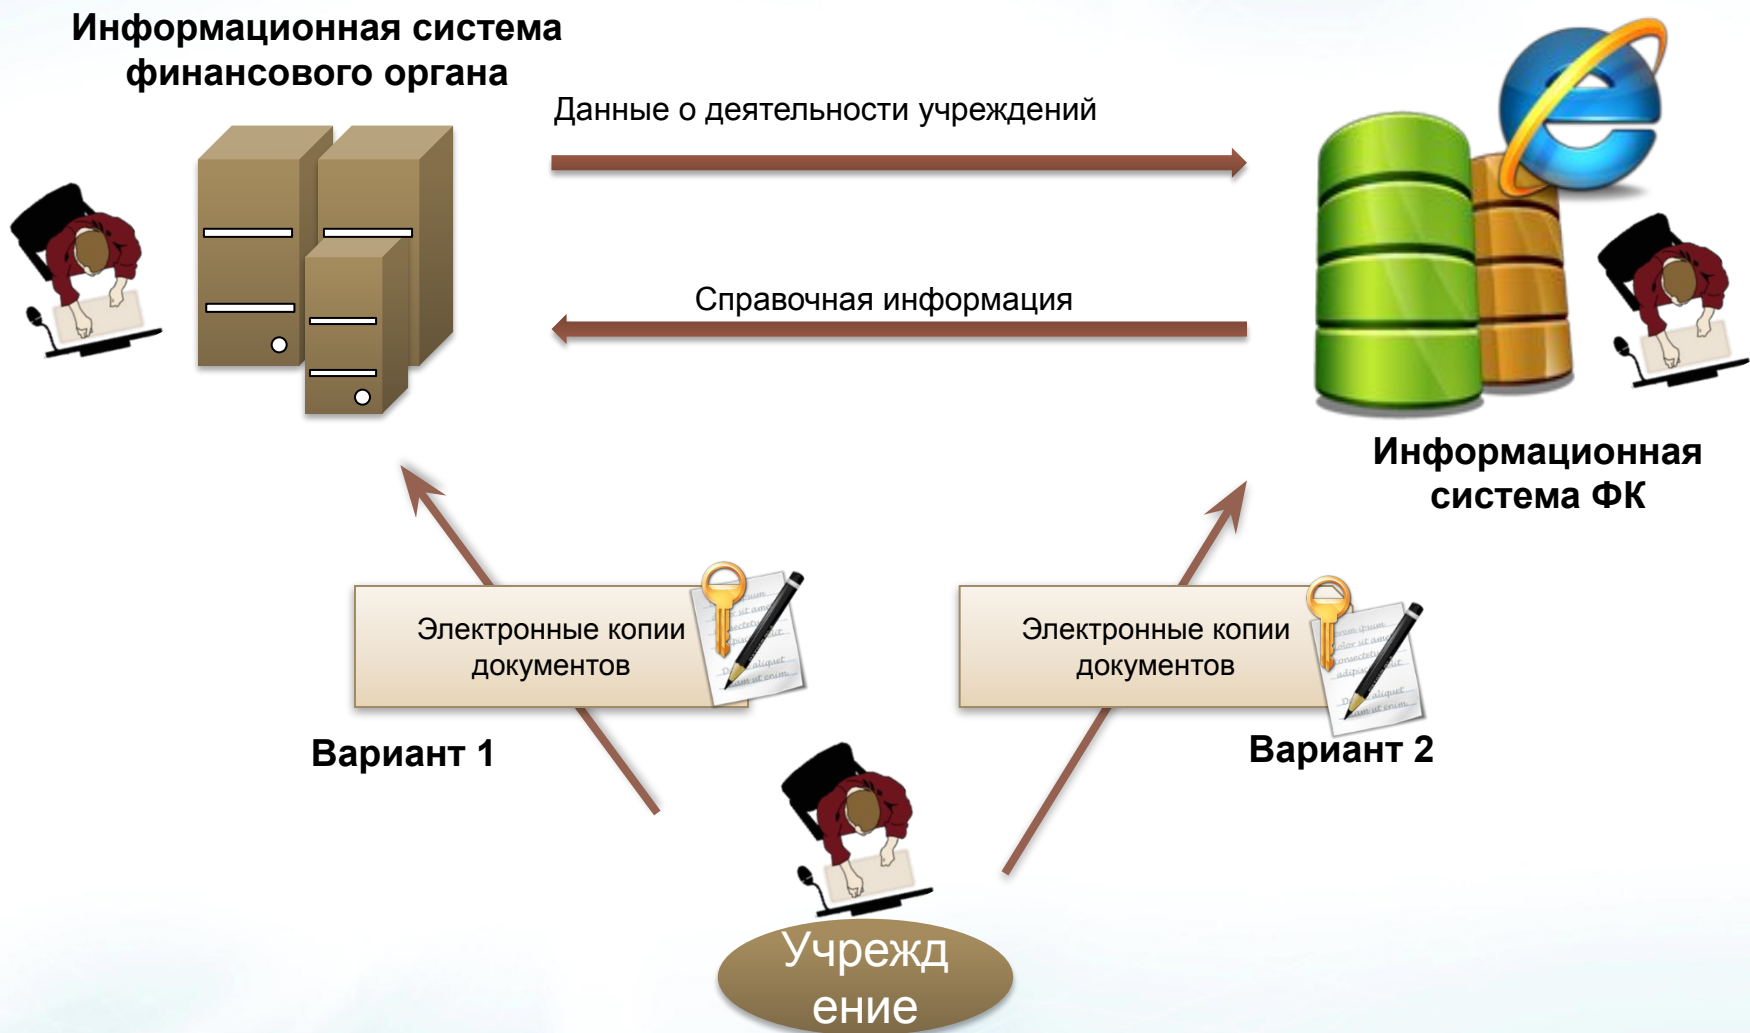 Информационная система
финансового органа
Данные о деятельности учреждений
Справочная информация
Информационная
система ФК
Электронные копии
документов
Электронные копии
документов
Вариант 1
Вариант 2
Учрежд
ение